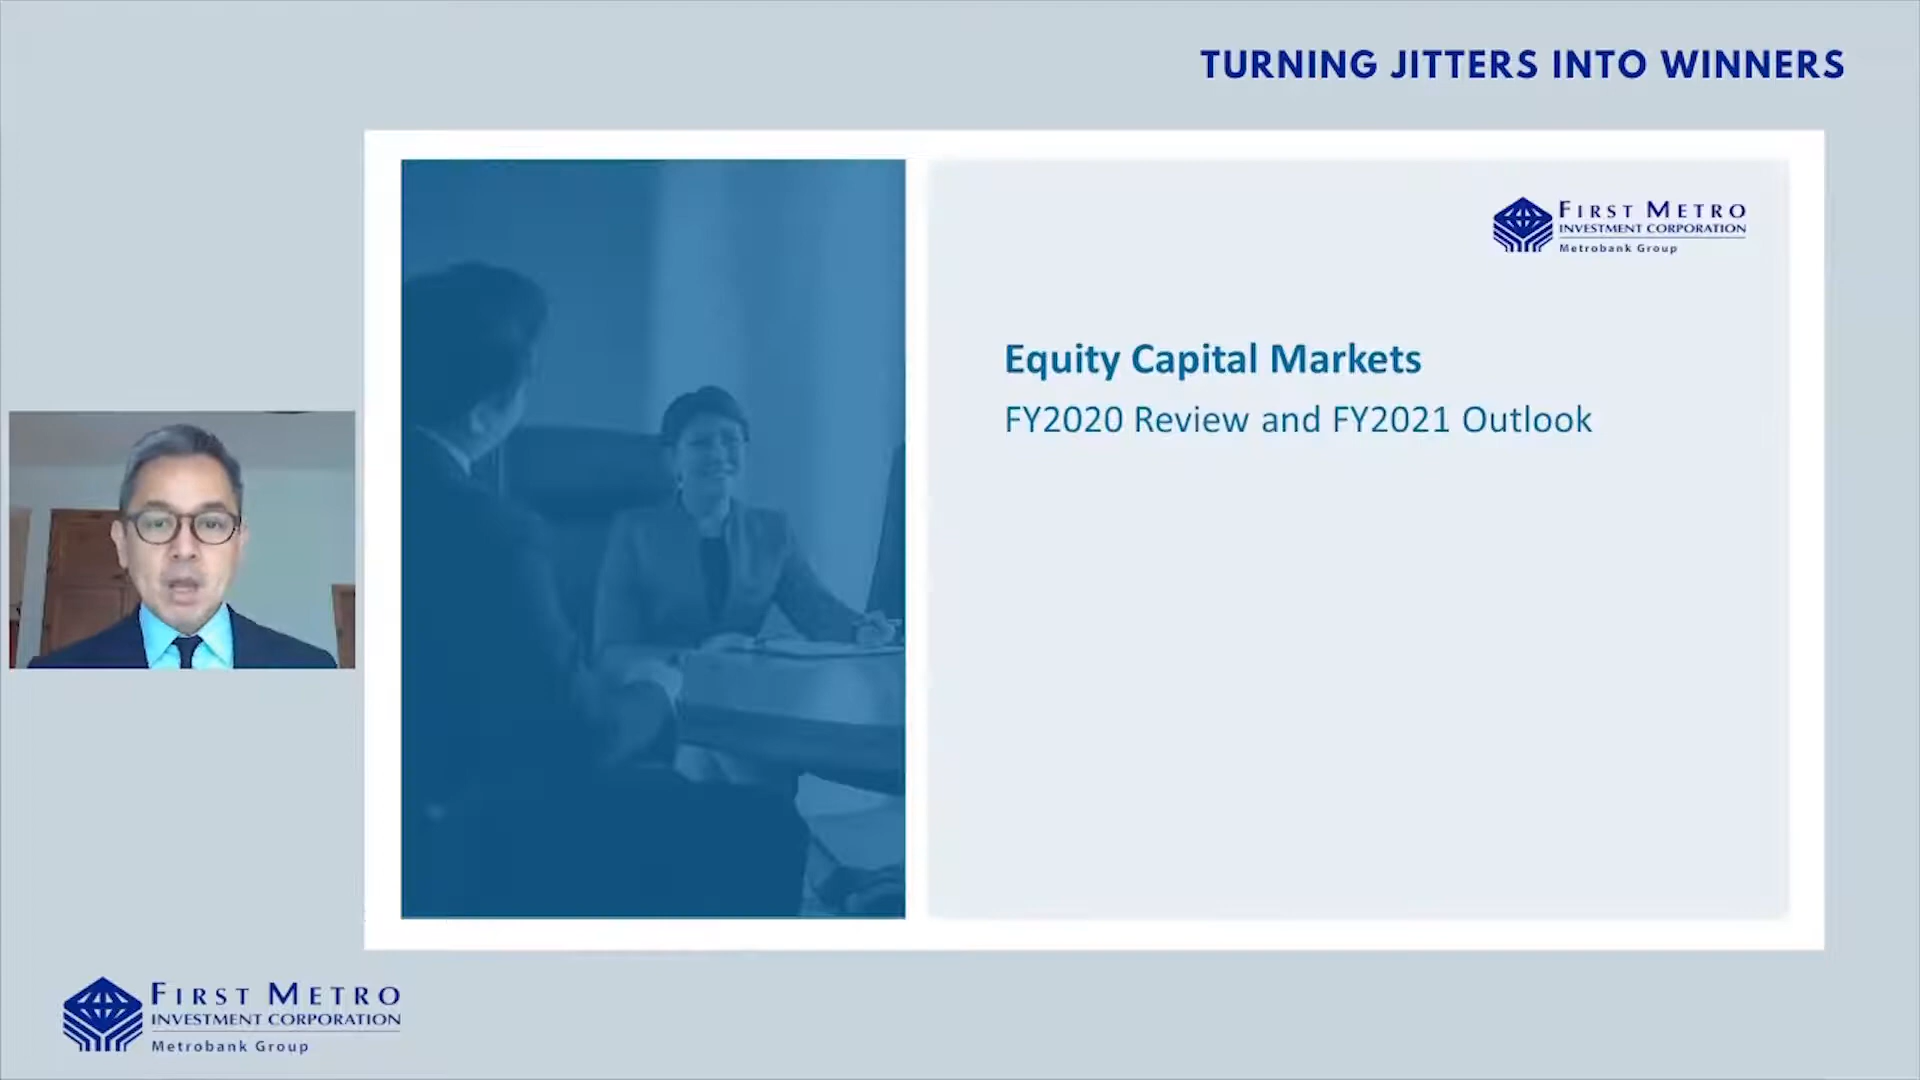 TURNING JITTERS INTO WINNERS
FIRST METRO
INVESTMENT CORPORATION
Metrobank Group
Equity Capital Markets
FY2020 Review and FY2021 Outlook
FIRST METRO
INVESTMENT CORPORATION
Metrobank Group